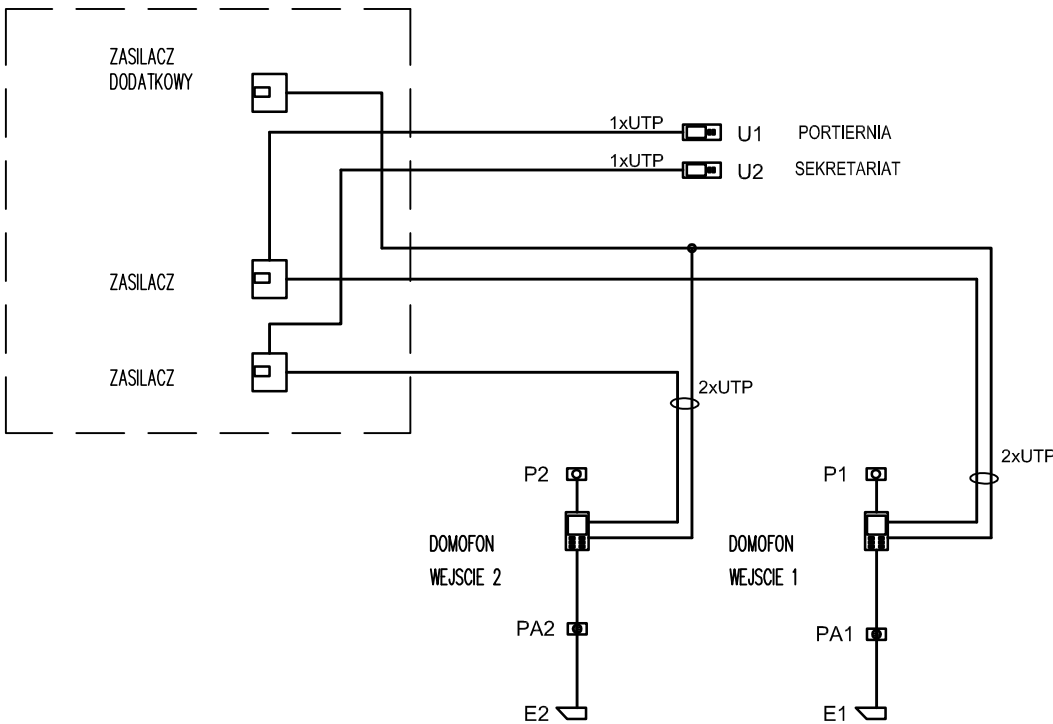 ZASILACZ
DODATKOWY
1xUTP
U1
PORTIERNIA
1xUTP
U2
SEKRETARIAT
ZASILACZ
ZASILACZ
2xUTP
2xUTP
P2
P1
DOMOFON
WEJSCIE 2
DOMOFON
WEJSCIE 1
PA2
PA1
E2
E1